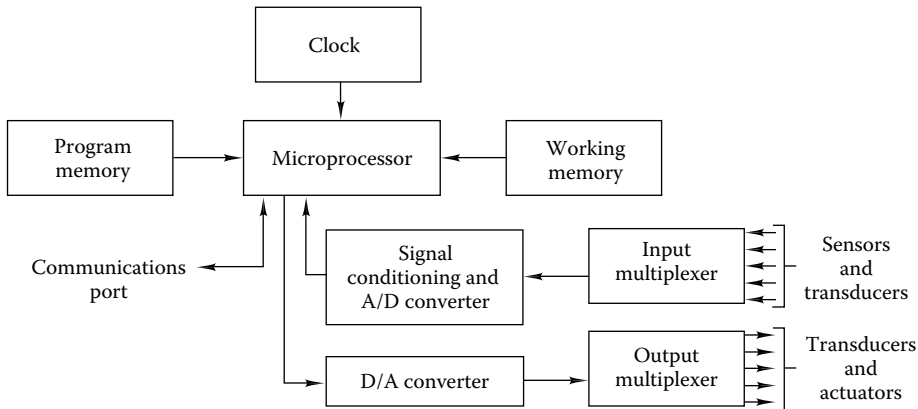 Clock
Program
memory
Microprocessor
Working
memory
Communications
port
Signal
conditioning and
A/D converter
Input
multiplexer
Sensors
and
transducers
D/A converter
Output
multiplexer
Transducers
and
actuators